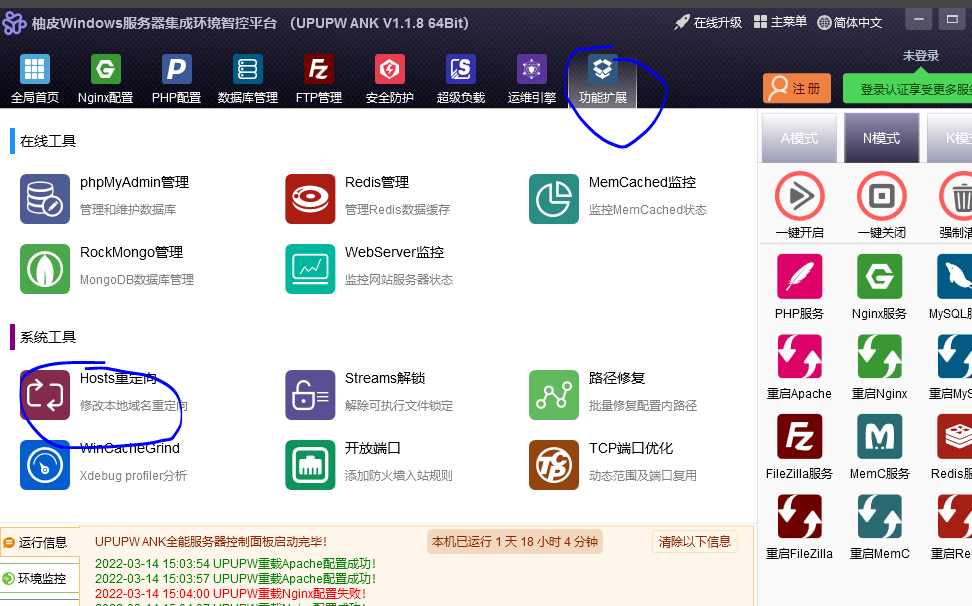 柚皮Windows服务器集成环境智控平台 （UPUPW ANK V1.1.8 64Bit）
在线升级 主菜单 简体中文
未登录
全局首页 Nginx配置 PHP配置 数据库管理 FTP管理 安全防护 超级负载 运维引擎 功能扩展
注 册 登录认证享受更多服
在线工具
A模式 N模式 K模
phpMyAdmin管理
管理和维护数据库
Redis管理
管理Redis数据缓存
MemCached监控
监控MemCached状态
RockMongo管理
MongoDB数据库管理
WebServer监控
监控网站服务器状态
系统工具
Hosts重定向
修改本地域名重定向
Streams解锁
解除可执行文件锁定
路径修复
批量修复配置内路径
WinCacheGrind
Xdebug profiler分析
开放端口
添加防火墙入站规则
TCP端口优化
动态范围及端口复用
一键开启 一键关闭 强制清
PHP服务 Nginx服务 MySQL服
重启Apache 重启Nginx 重启MyS
FileZilla服务 MemC服务 Redis服
重启FileZilla 重启MemC 重启Re
运行信息
环境监控
UPUPW ANK全能服务器控制面板启动完毕!
本机已运行 1 天 18 小时 4 分钟
清除以下信息
2022-03-14 15:03:54 UPUPW重载Apache配置成功!
2022-03-14 15:03:57 UPUPW重载Apache配置成功!
2022-03-14 15:04:00 UPUPW重载Nginx配置失败!